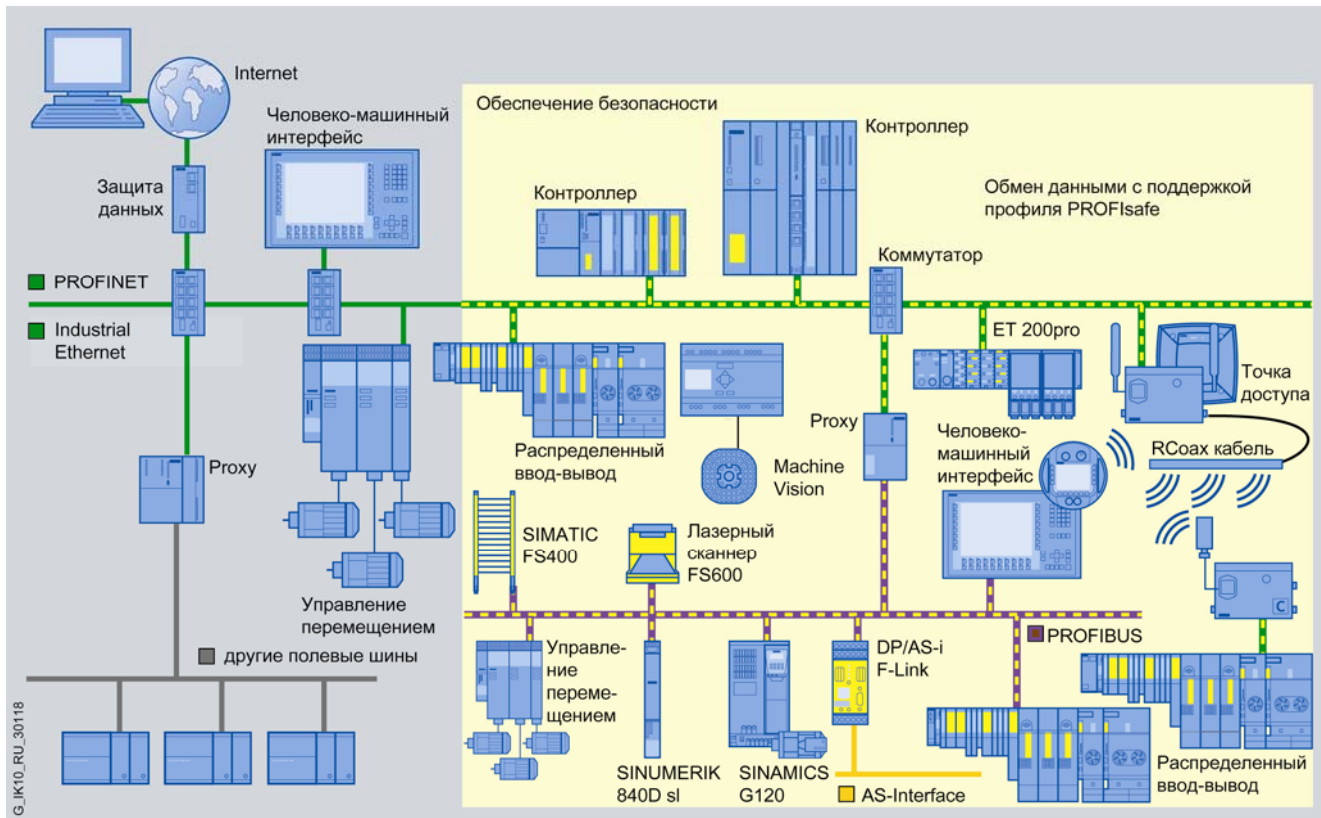 Internet
Человеко-машинный
интерфейс
Защита
данных
PROFINET
Industrial
Ethernet
Proxy
Управление
перемещением
другие полевые шины
G_IK10_RU_30118
Обеспечение безопасности
Контроллер
Контроллер
Обмен данными с поддержкой
профиля PROFIsafe
Коммутатор
ET 200pro
Точка
доступа
Распределенный
ввод-вывод
Machine
Vision
Proxy
Человеко-
машинный
интерфейс
RCoax кабель
SIMATIC
FS400
Лазерный
сканнер
FS600
C
PROFIBUS
Управле-
ние
переме-
щением
SINUMERIK
840D sl
SINAMICS
G120
DP/AS-i
F-Link
AS-Interface
Распределенный
ввод-вывод